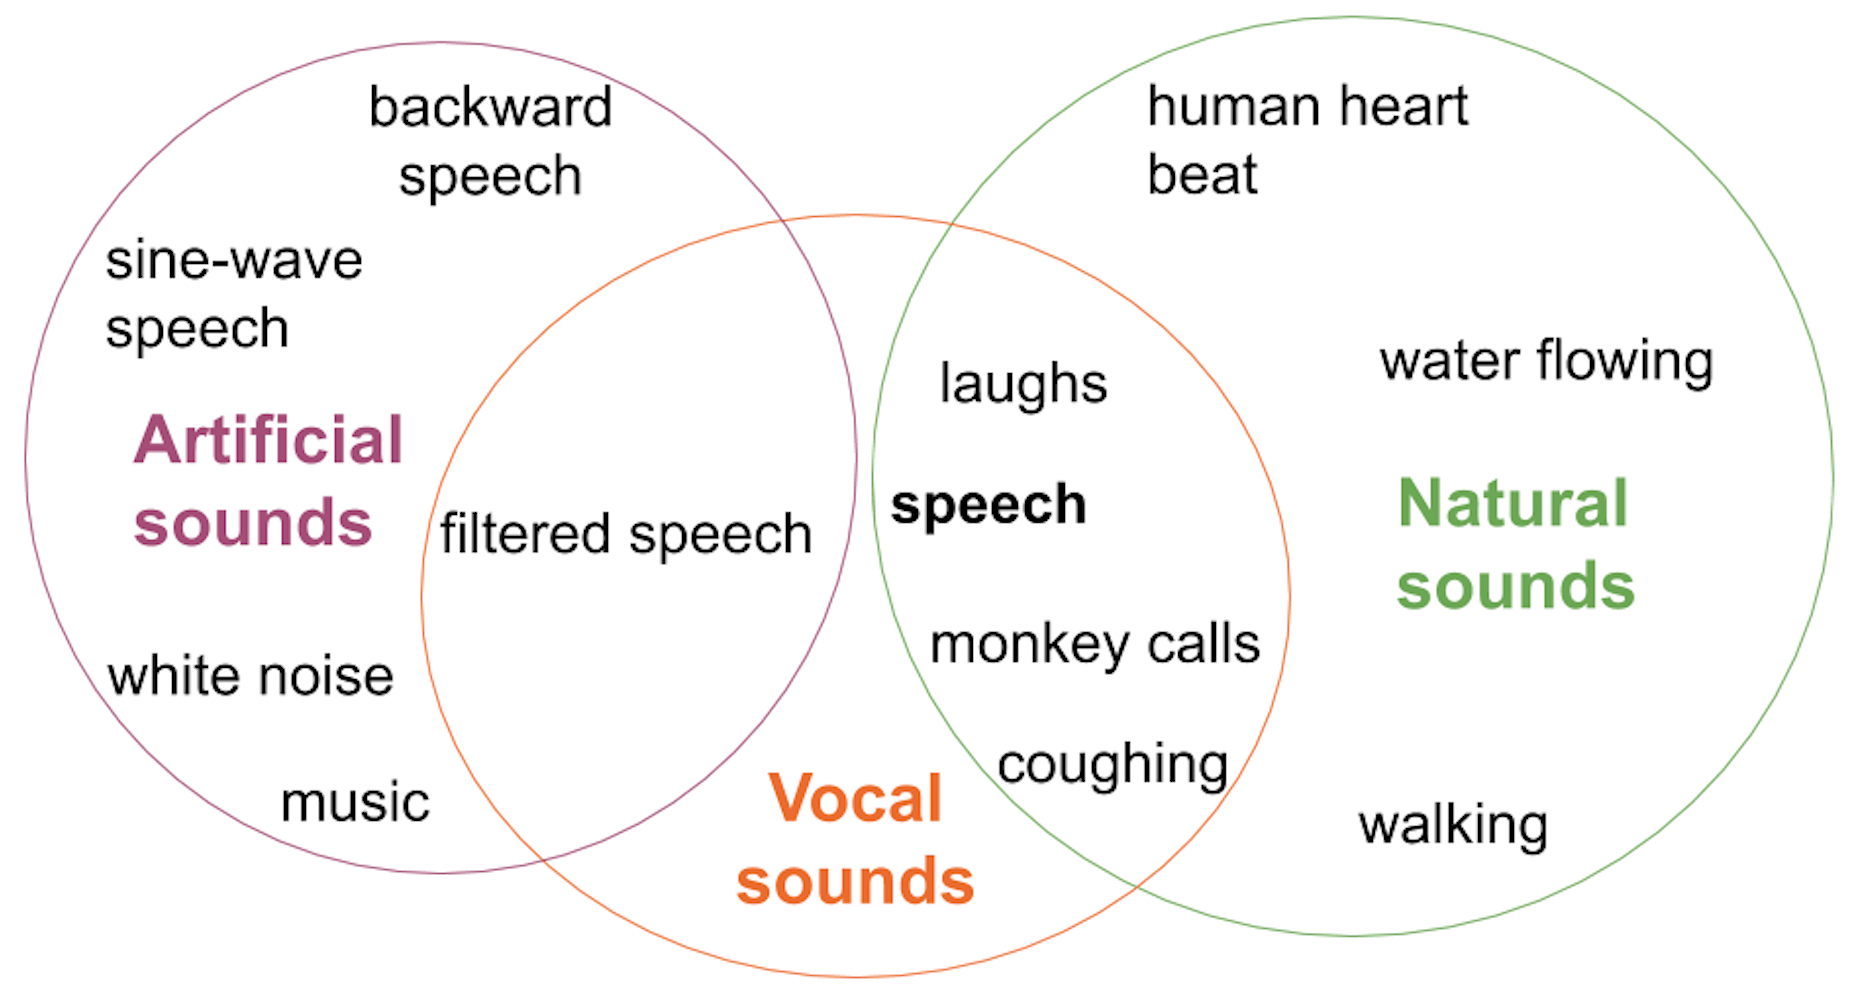 backward
speech
sine-wave
speech
Artificial
sounds
filtered speech
white noise
music
Vocal
sounds
laughs
speech
monkey calls
coughing
human heart
beat
water flowing
Natural
sounds
walking